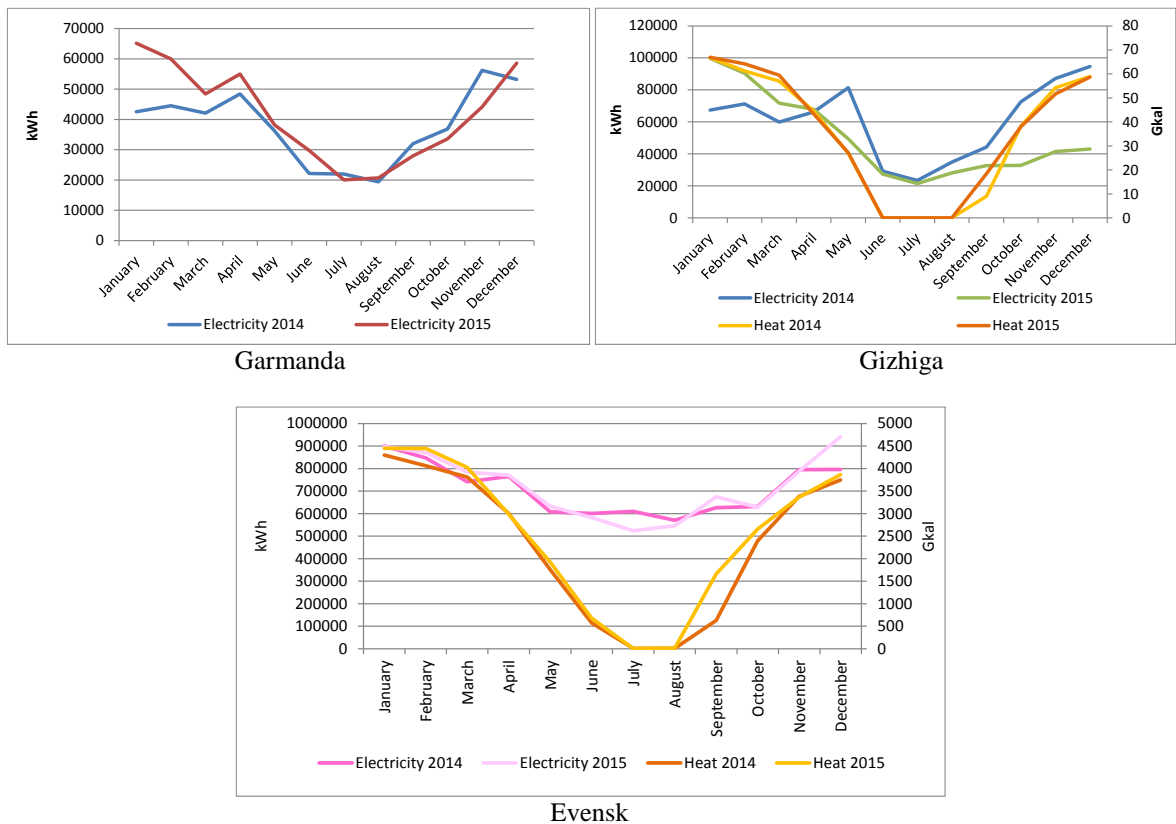 70000
60000
50000
40000
30000
20000
10000
0
kWh
January
February
March
April
May
June
July
August
September
October
November
December
Electricity 2014
Electricity 2015
Garmanda
120000
100000
80000
60000
40000
20000
0
kWh
80
70
60
50
40
30
20
10
0
Gkal
January
February
March
April
May
June
July
August
September
October
November
December
Electricity 2014
Electricity 2015
Heat 2014
Heat 2015
Gizhiga
1000000
900000
800000
700000
600000
500000
400000
300000
200000
100000
0
kWh
5000
4500
4000
3500
3000
2500
2000
1500
1000
500
0
Gkal
January
February
March
April
May
June
July
August
September
October
November
December
Electricity 2014
Electricity 2015
Heat 2014
Heat 2015
Evensk